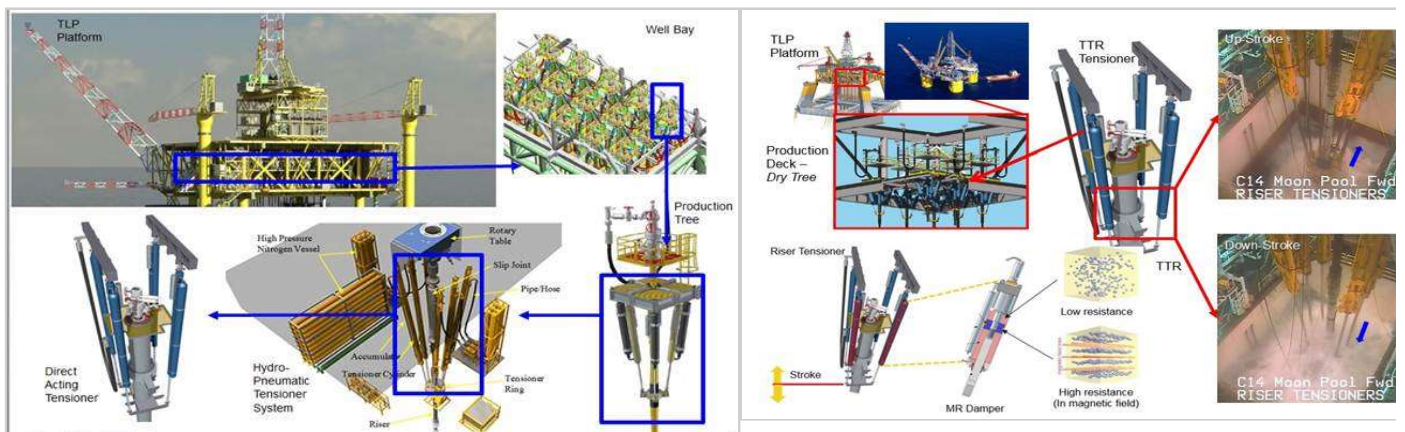 TLP
Platform
Well Bay
Production
Tree
High Pressure
Nitrogen Vessel
Rotary
Table
Slip Joint
Pipe/Hose
Accumulator
Tensioner Cylinder
Direct
Acting
Tensioner
Hydro-
Pneumatic
Tensioner
System
Tensioner
Ring
Riser
TLP
Platform
TTR
Tensioner
Up-Stroke
C14 Moon Pool Fwd
RISER TENSIONERS
Production
Deck –
Dry Tree
TTR
Down-Stroke
C14 Moon Pool Fwd
RISER TENSIONERS
Riser Tensioner
Stroke
MR Damper
Low resistance
High resistance
(In magnetic field)